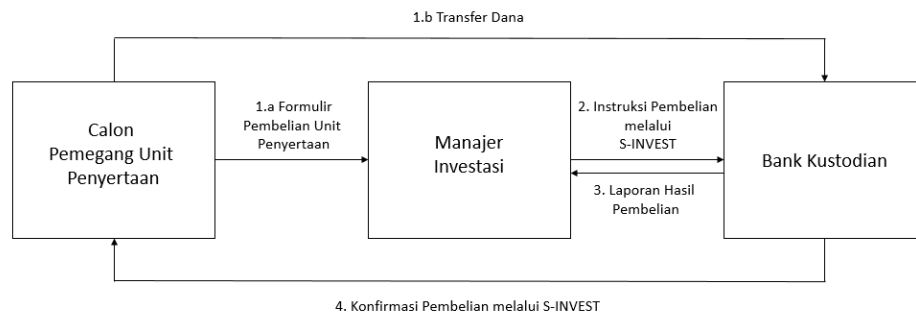 1.b Transfer Dana
1.a Formulir
Pembelian Unit
Penyertaan
2. Instruksi Pembelian
melalui
S-INVEST
Calon
Pemegang Unit
Penyertaan
Manajer
Investasi
Bank Kustodian
3. Laporan Hasil
Pembelian
4. Konfirmasi Pembelian melalui S-INVEST